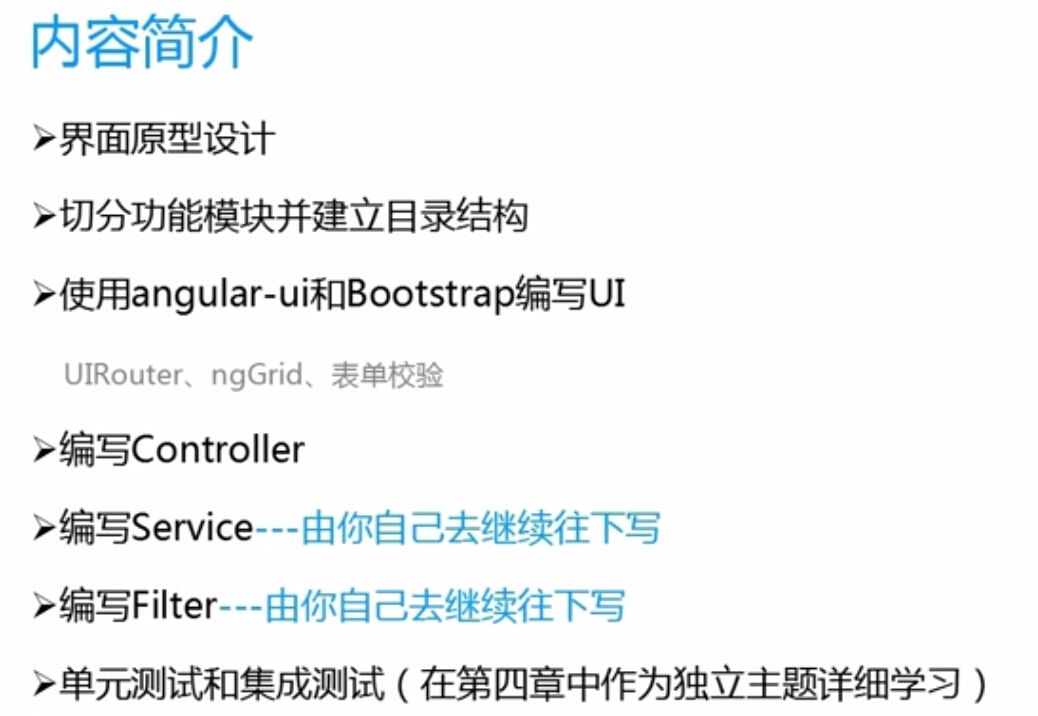 内容简介
➢界面原型设计
➢切分功能模块并建立目录结构
➢使用angular-ui和Bootstrap编写UI
UIRouter、ngGrid、表单校验
➢编写Controller
➢编写Service---由你自己去继续往下写
➢编写Filter---由你自己去继续往下写
➢单元测试和集成测试（在第四章中作为独立主题详细学习）